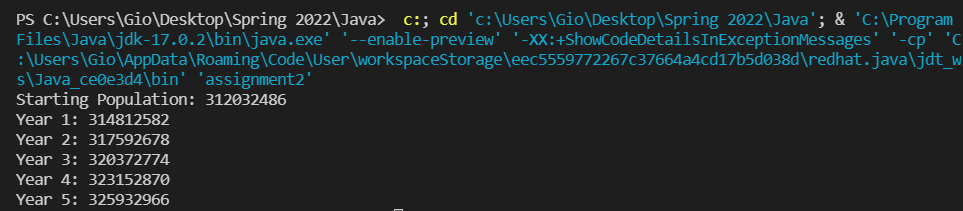 PS C:\Users\Gio\Desktop\Spring 2022\Java>  c:; cd 'c:\Users\Gio\Desktop\Spring 2022\Java'; & 'C:\Program
Files\Java\jdk-17.0.2\bin\java.exe' '--enable-preview' '-XX:+ShowCodeDetailsInExceptionMessages' '-cp' 'C
:\Users\Gio\AppData\Roaming\Code\User\workspaceStorage\eec5559772267c37664a4cd17b5d038d\redhat.java\jdt_w
s\Java_ce0e3d4\bin' 'assignment2'
Starting Population: 312032486
Year 1: 314812582
Year 2: 317592678
Year 3: 320372774
Year 4: 323152870
Year 5: 325932966